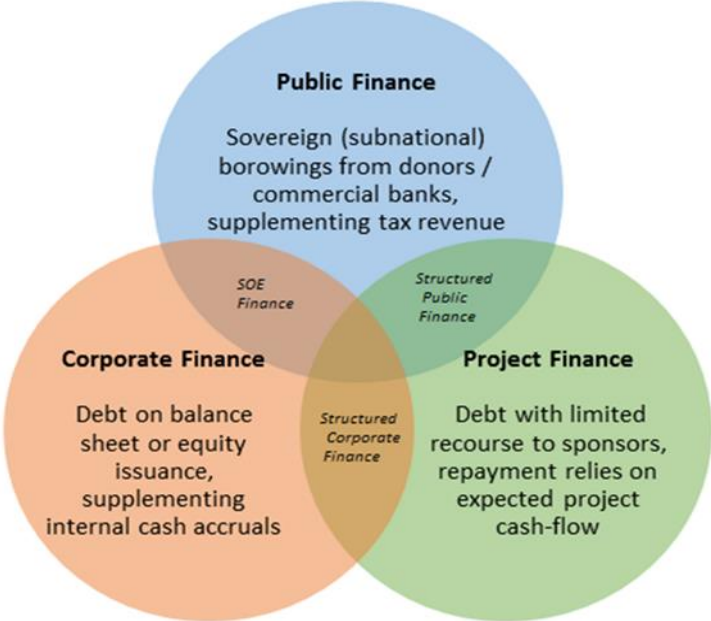 Public Finance
Sovereign (subnational)
borrowings from donors /
commercial banks,
supplementing tax revenue
SOE
Finance
Structured
Public
Finance
Corporate Finance
Debt on balance
sheet or equity
issuance,
supplementing
internal cash accruals
Structured
Corporate
Finance
Project Finance
Debt with limited
recourse to sponsors,
repayment relies on
expected project
cash-flow